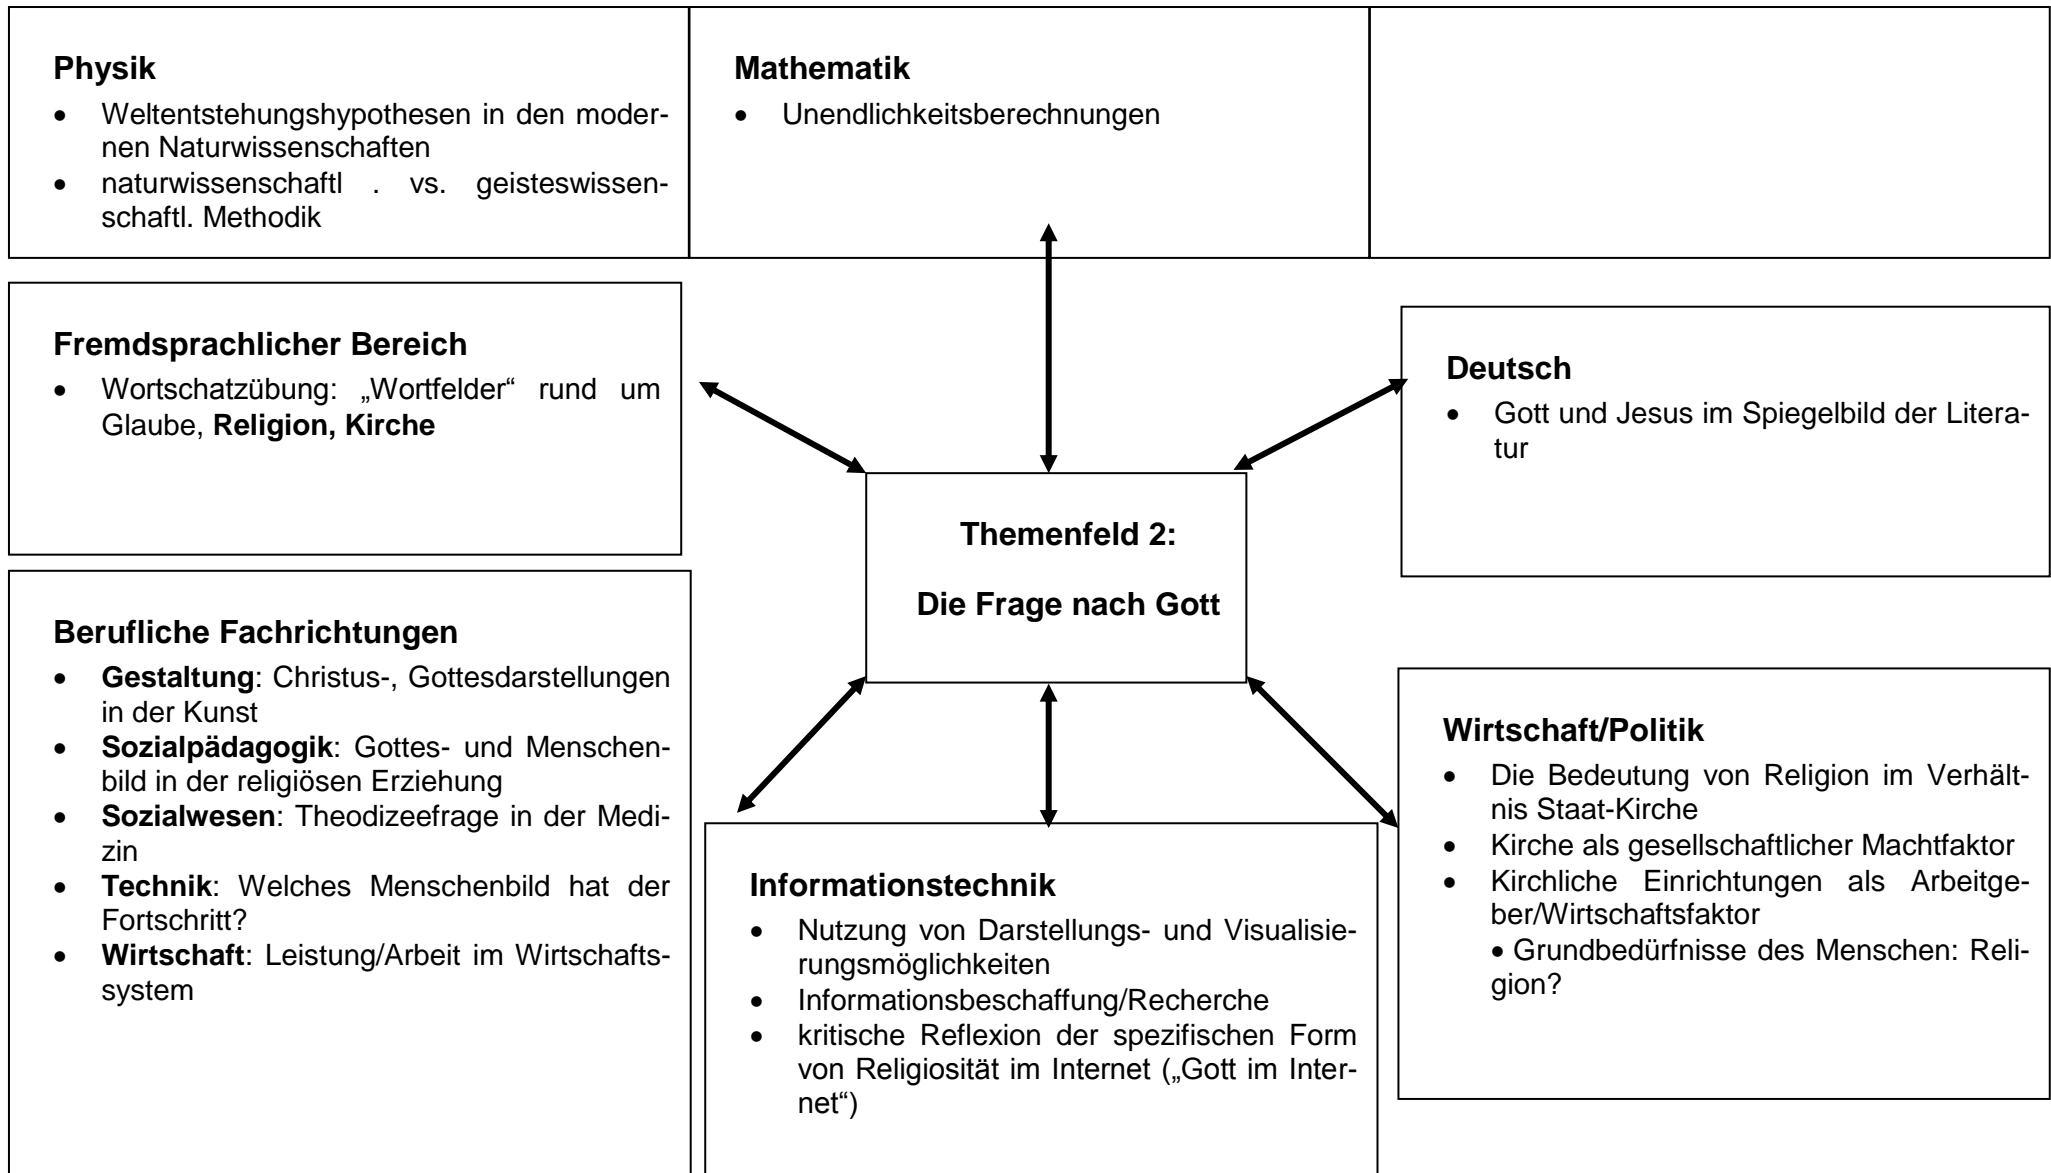 Physik
• Weltentstehungshypothesen in den moder-
nen Naturwissenschaften
• naturwissenschaftl . vs. geisteswissen-
schaftl. Methodik
Mathematik
• Unendlichkeitsberechnungen
Fremdsprachlicher Bereich
• Wortschatzübung: „Wortfelder“ rund um
Glaube, Religion, Kirche
Deutsch
• Gott und Jesus im Spiegelbild der Litera-
tur
Themenfeld 2:
Die Frage nach Gott
Berufliche Fachrichtungen
• Gestaltung: Christus-, Gottesdarstellungen
in der Kunst
• Sozialpädagogik: Gottes- und Menschen-
bild in der religiösen Erziehung
• Sozialwesen: Theodizeefrage in der Medi-
zin
• Technik: Welches Menschenbild hat der
Fortschritt?
• Wirtschaft: Leistung/Arbeit im Wirtschafts-
system
Informationstechnik
• Nutzung von Darstellungs- und Visualisie-
rungsmöglichkeiten
• Informationsbeschaffung/Recherche
• kritische Reflexion der spezifischen Form
von Religiosität im Internet („Gott im Inter-
net“)
Wirtschaft/Politik
• Die Bedeutung von Religion im Verhält-
nis Staat-Kirche
• Kirche als gesellschaftlicher Machtfaktor
• Kirchliche Einrichtungen als Arbeitge-
ber/Wirtschaftsfaktor
• Grundbedürfnisse des Menschen: Reli-
gion?